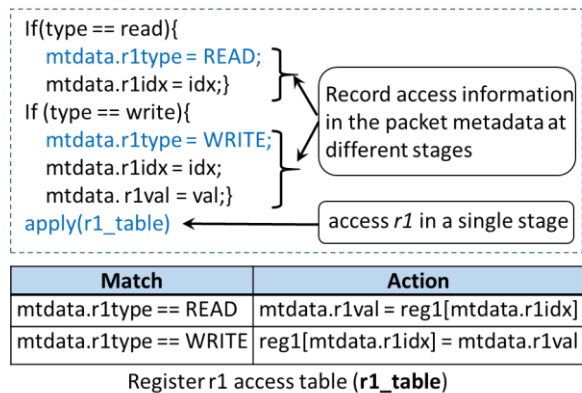 If(type == read){
mtdata.r1type = READ;
mtdata.r1idx = idx;}
If (type == write){
mtdata.r1type = WRITE;
mtdata.r1idx = idx;
mtdata. r1val = val;}
apply(r1_table)
Record access information
in the packet metadata at
different stages
access r1 in a single stage
Match Action
mtdata.r1type == READ mtdata.r1val = reg1[mtdata.r1idx]
mtdata.r1type == WRITE reg1[mtdata.r1idx] = mtdata.r1val
Register r1 access table (r1_table)